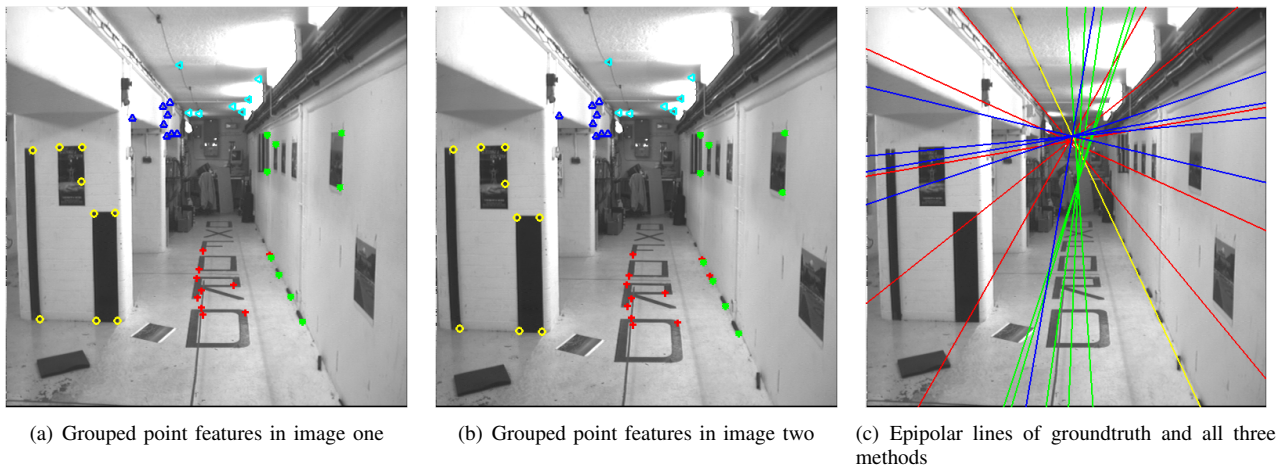 (a) Grouped point features in image one
(b) Grouped point features in image two
(c) Epipolar lines of groundtruth and all three
methods